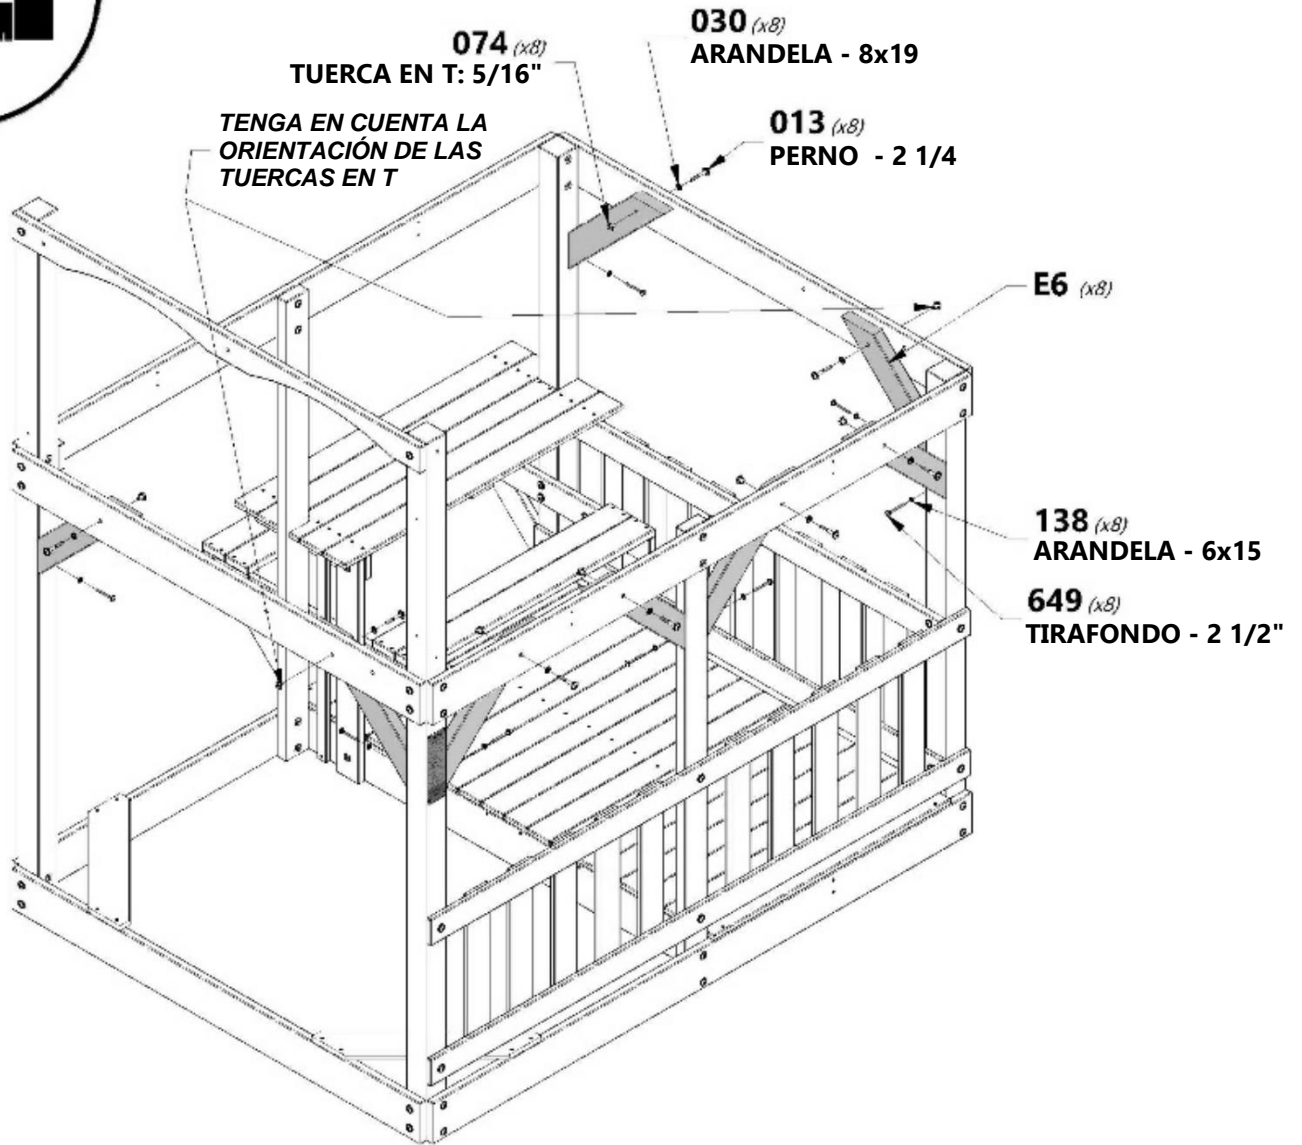 030 (x8)
ARANDELA - 8x19
074 (x8)
TUERCA EN T: 5/16"
TENGA EN CUENTA LA
ORIENTACIÓN DE LAS
TUERCAS EN T
013 (x8)
PERNO - 2 1/4
E6 (x8)
138 (x8)
ARANDELA - 6x15
649 (x8)
TIRAFONDO - 2 1/2"